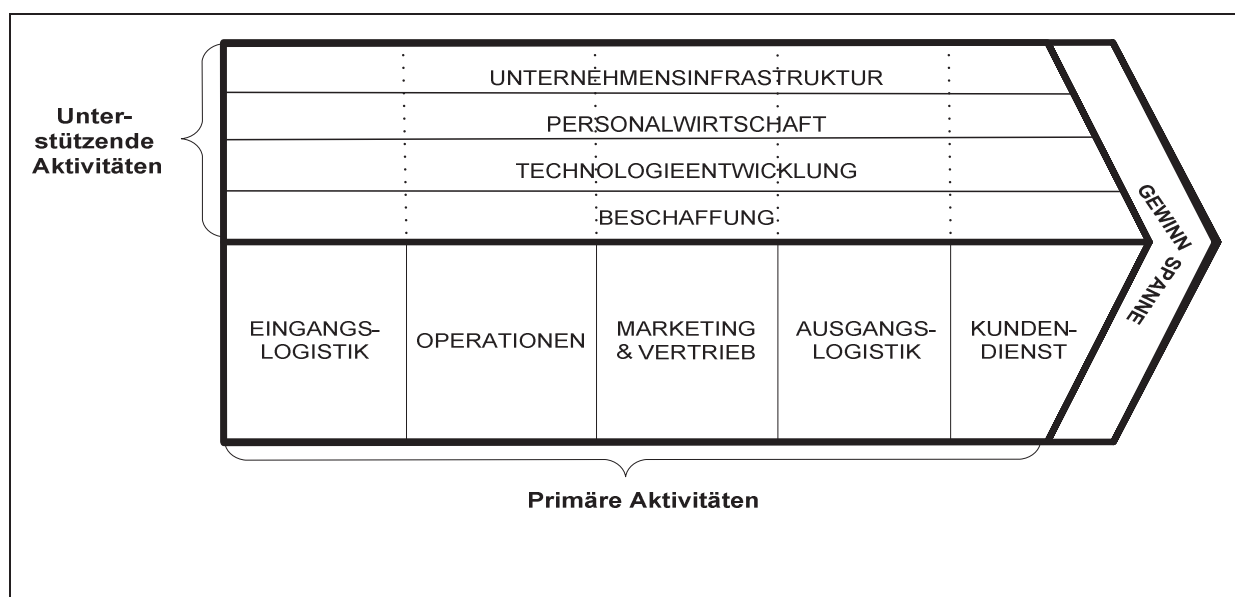 UNTERNEHMENSINFRASTRUKTUR
PERSONALWIRTSCHAFT
TECHNOLOGIEENTWICKLUNG
BESCHAFFUNG
Unter-
stützende
Aktivitäten
EINGANGS-
LOGISTIK
OPERATIONEN
MARKETING
& VERTRIEB
AUSGANGS-
LOGISTIK
KUNDEN-
DIENST
GEWINN
SPANNE
Primäre Aktivitäten